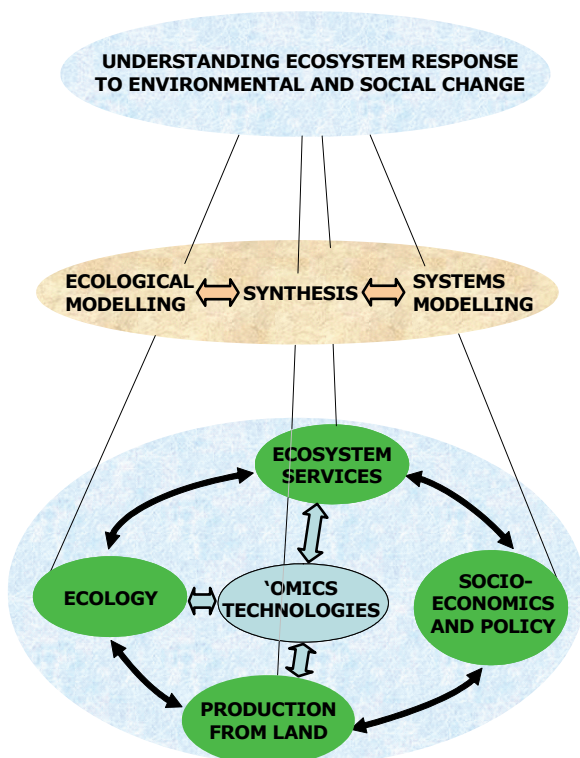 UNDERSTANDING ECOSYSTEM RESPONSE
TO ENVIRONMENTAL AND SOCIAL CHANGE
ECOLOGICAL
MODELLING
SYNTHESIS
SYSTEMS
MODELLING
ECOSYSTEM
SERVICES
ECOLOGY
‘OMICS
TECHNOLOGIES
SOCIO-
ECONOMICS
AND POLICY
PRODUCTION
FROM LAND